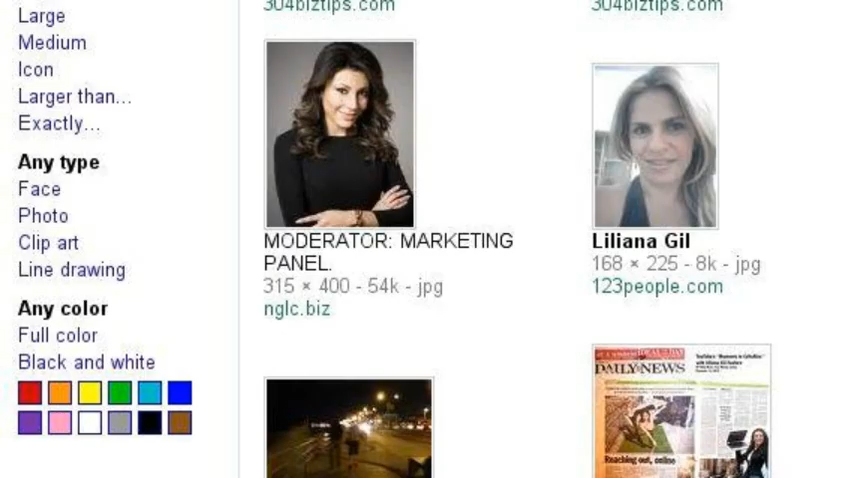 304biztips.com
304biztips.com
Large
Medium
Icon
Larger than...
Exactly...
Any type
Face
Photo
Clip art
Line drawing
Any color
Full color
Black and white
MODERATOR: MARKETING
PANEL.
315 × 400 - 54k - jpg
nglc.biz
Liliana Gil
168 × 225 - 8k - jpg
123people.com
DAILY NEWS
Reaching out, online